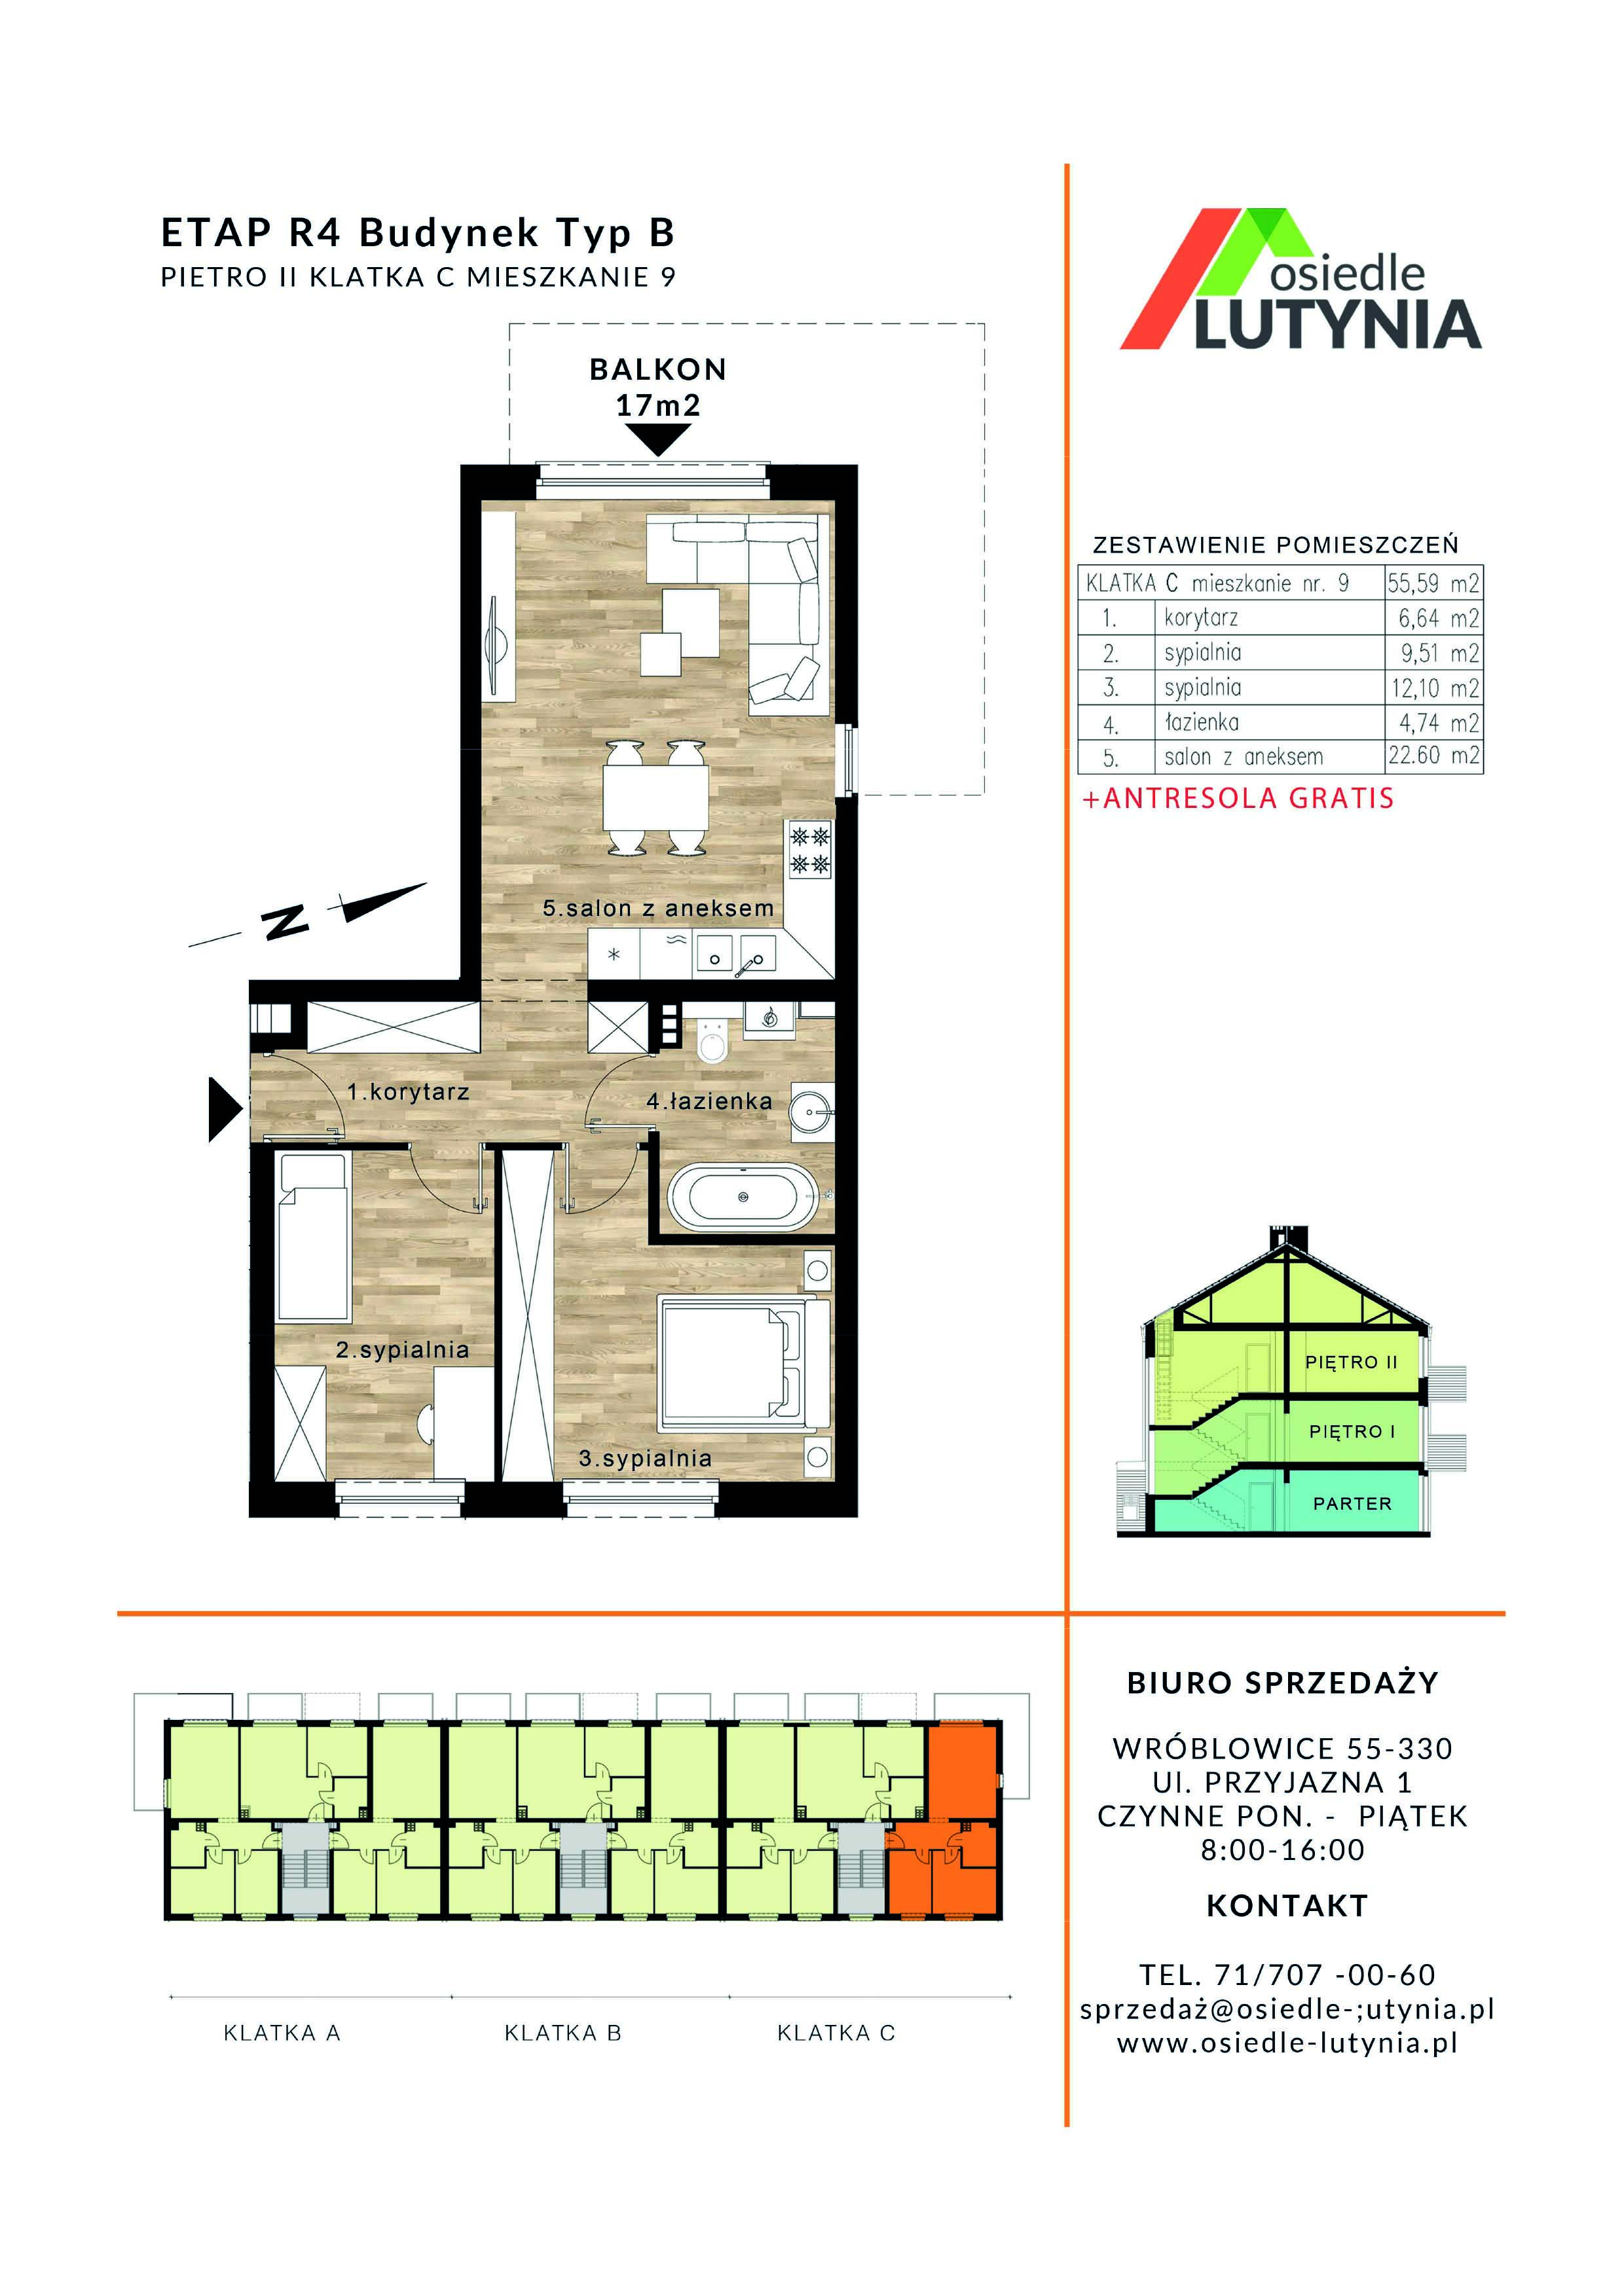 ETAP R4 Budynek Typ B
PIETRO II KLATKA C MIESZKANIE 9
osiedle
LUTYNIA
BALKON
17m2
ZESTAWIENIE POMIESZCZEŃ
KLATKA C mieszkanie nr. 9 55,59 m2
1. korytarz 6,64 m2
2. sypialnia 9,51 m2
3. sypialnia 12,10 m2
4. łazienka 4,74 m2
5. salon z aneksem 22.60 m2
+ANTRESOLA GRATIS
5.salon z aneksem
N
1.korytarz
4.łazienka
2.sypialnia
3.sypialnia
PIĘTRO II
PIĘTRO I
PARTER
BIURO SPRZEDAŻY
WRÓBLOWICE 55-330
Ul. PRZYJAZNA 1
CZYNNE PON. - PIĄTEK
8:00-16:00
KONTAKT
TEL. 71/707 -00-60
sprzedaż@osiedle-;utynia.pl
www.osiedle-lutynia.pl
KLATKA A
KLATKA B
KLATKA C